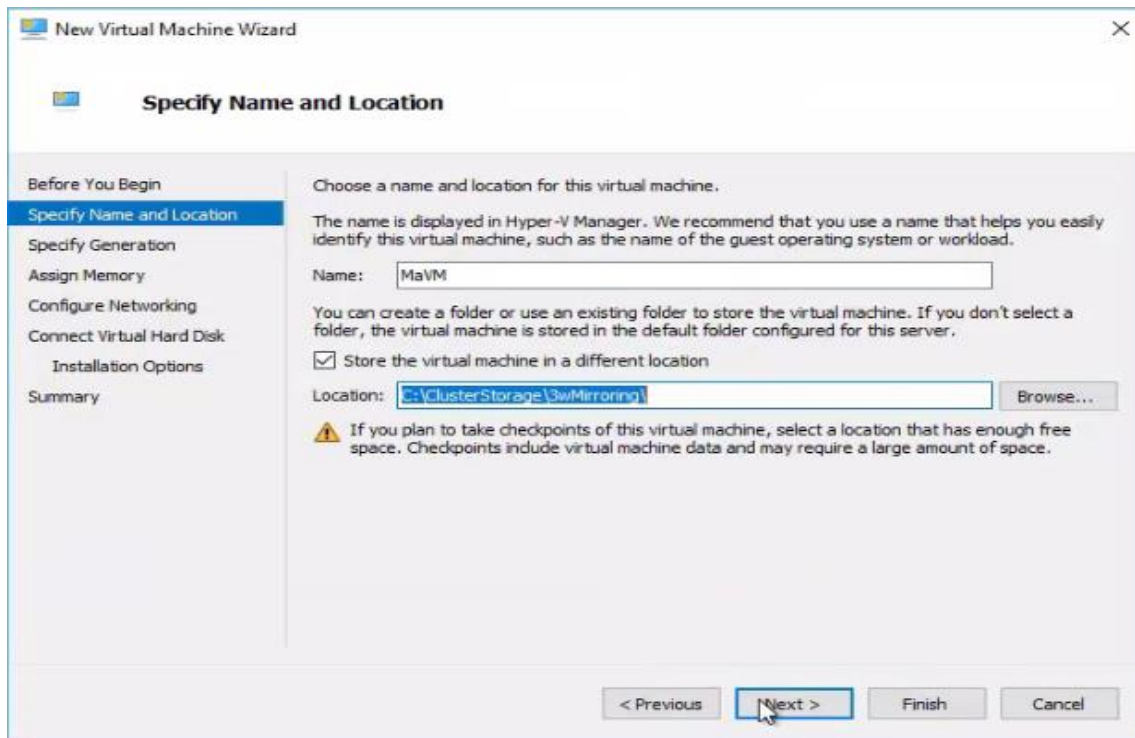 New Virtual Machine Wizard
Specify Name and Location
Before You Begin
Specify Name and Location
Specify Generation
Assign Memory
Configure Networking
Connect Virtual Hard Disk
Installation Options
Summary
Choose a name and location for this virtual machine.
The name is displayed in Hyper-V Manager. We recommend that you use a name that helps you easily
identify this virtual machine, such as the name of the guest operating system or workload.
Name: MaVM
You can create a folder or use an existing folder to store the virtual machine. If you don't select a
folder, the virtual machine is stored in the default folder configured for this server.
Store the virtual machine in a different location
Location: C:\ClusterStorage\3wMirroring\ Browse...
If you plan to take checkpoints of this virtual machine, select a location that has enough free
space. Checkpoints include virtual machine data and may require a large amount of space.
< Previous Next > Finish Cancel